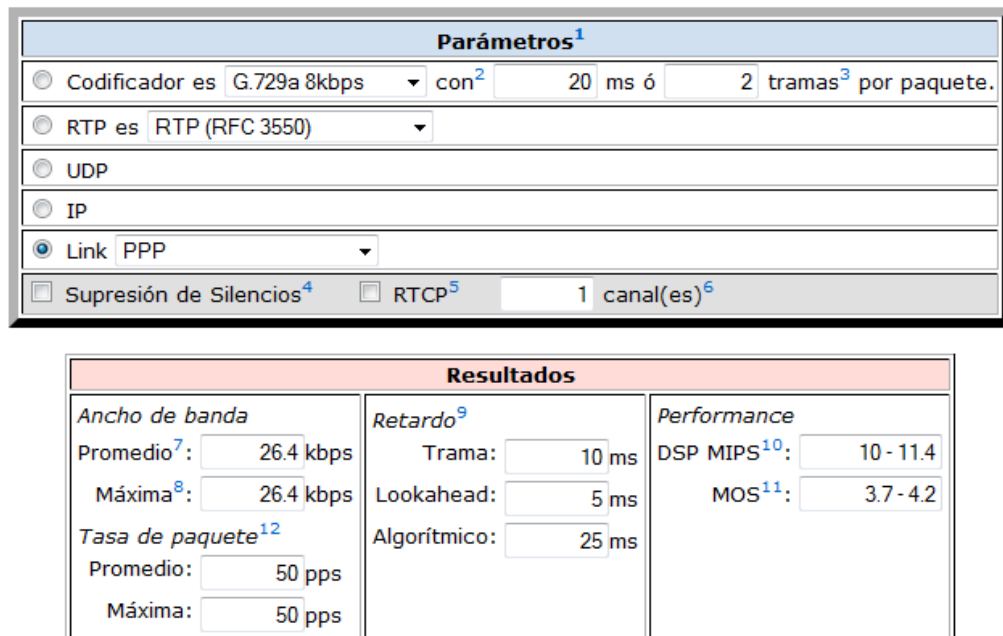 Parámetros1
Codificador es G.729a 8kbps con2 20 ms ó 2 tramas3 por paquete.
RTP es RTP (RFC 3550)
UDP
IP
Link PPP
Supresión de Silencios4 RTCP5 1 canal(es)6
Resultados
Ancho de banda
Promedio7: 26.4 kbps
Máxima8: 26.4 kbps
Tasa de paquete12
Promedio: 50 pps
Máxima: 50 pps
Retardo9
Trama: 10 ms
Lookahead: 5 ms
Algorítmico: 25 ms
Performance
DSP MIPS10: 10 - 11.4
MOS11: 3.7 - 4.2